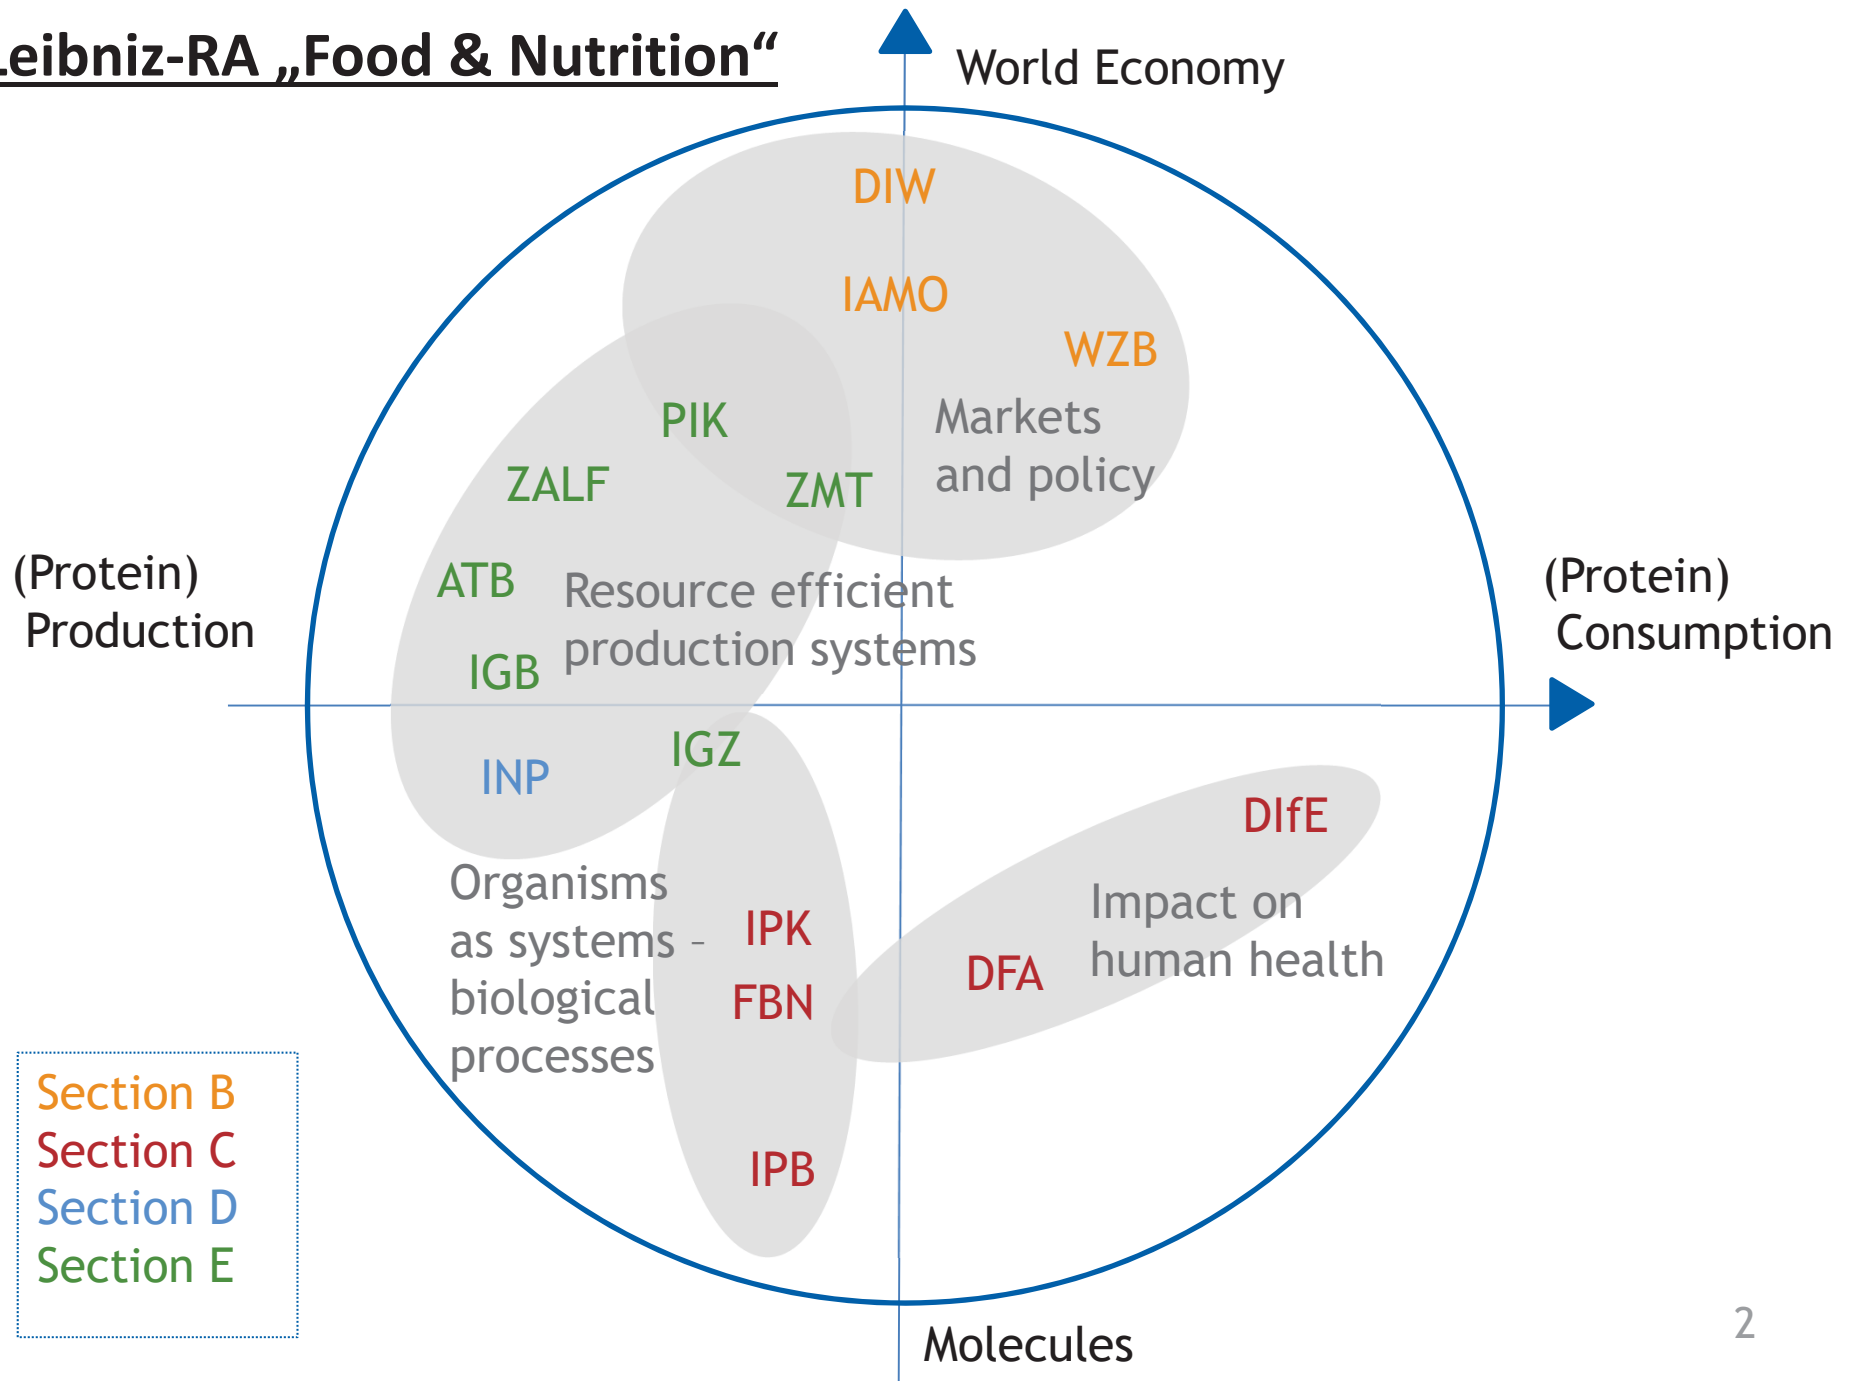 Leibniz-RA „Food & Nutrition“
World Economy
DIW
IAMO
WZB
PIK
Markets
and policy
ZALF
ZMT
(Protein)
Production
ATB
Resource efficient
production systems
IGB
(Protein)
Consumption
IGZ
INP
DIfE
Organisms
as systems –
biological
processes
IPK
FBN
Impact on
human health
DFA
IPB
Section B
Section C
Section D
Section E
Molecules
2